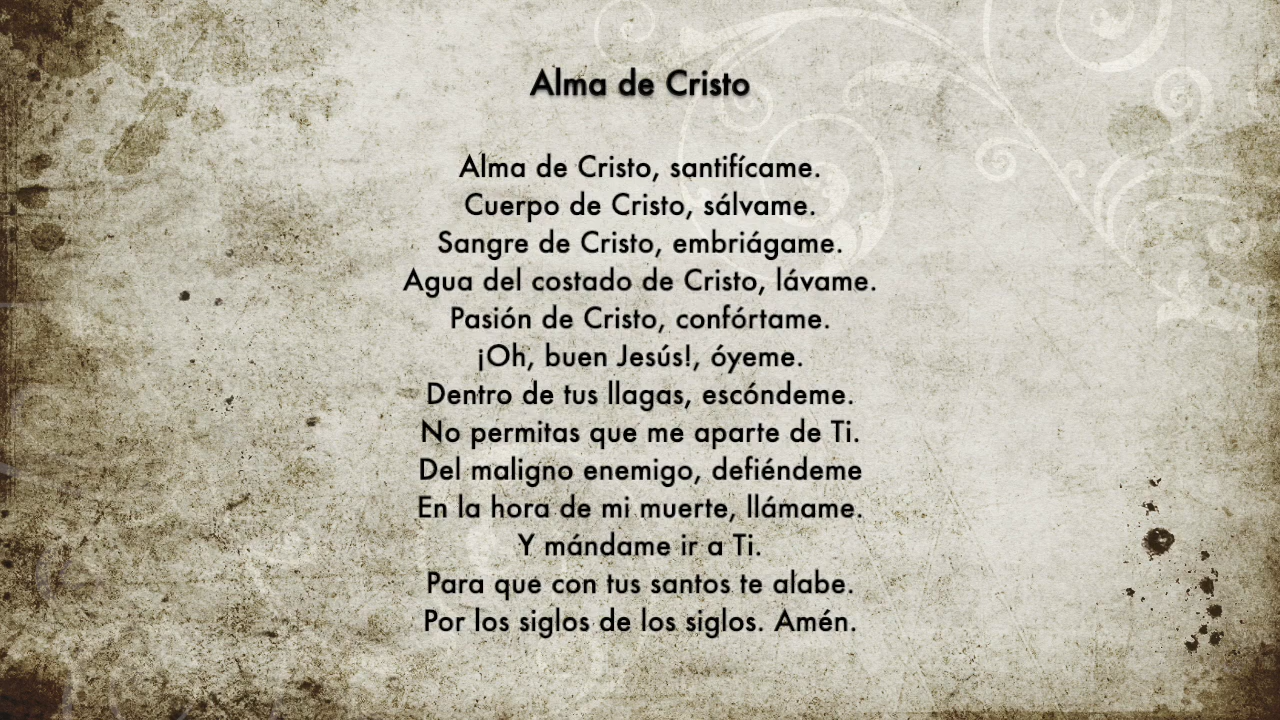 Alma de Cristo
Alma de Cristo, santifícame.
Cuerpo de Cristo, sálvame.
Sangre de Cristo, embriágame.
Agua del costado de Cristo, lávame.
Pasión de Cristo, confórtame.
¡Oh, buen Jesús!, óyeme.
Dentro de tus llagas, escóndeme.
No permitas que me aparte de Ti.
Del maligno enemigo, defiéndeme
En la hora de mi muerte, llámame.
Y mándame ir a Ti.
Para que con tus santos te alabe.
Por los siglos de los siglos. Amén.